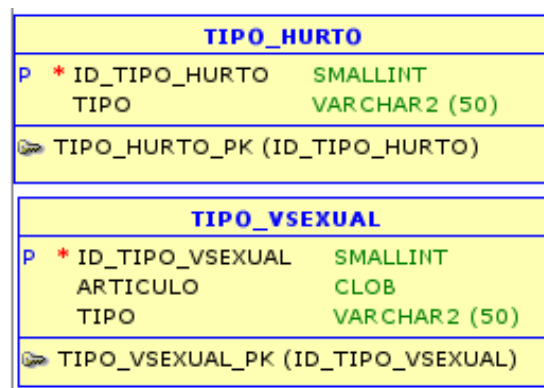 TIPO_HURTO
P * ID_TIPO_HURTO SMALLINT
TIPO VARCHAR2 (50)
TIPO_HURTO_PK (ID_TIPO_HURTO)
TIPO_VSEXUAL
P * ID_TIPO_VSEXUAL SMALLINT
ARTICULO CLOB
TIPO VARCHAR2 (50)
TIPO_VSEXUAL_PK (ID_TIPO_VSEXUAL)